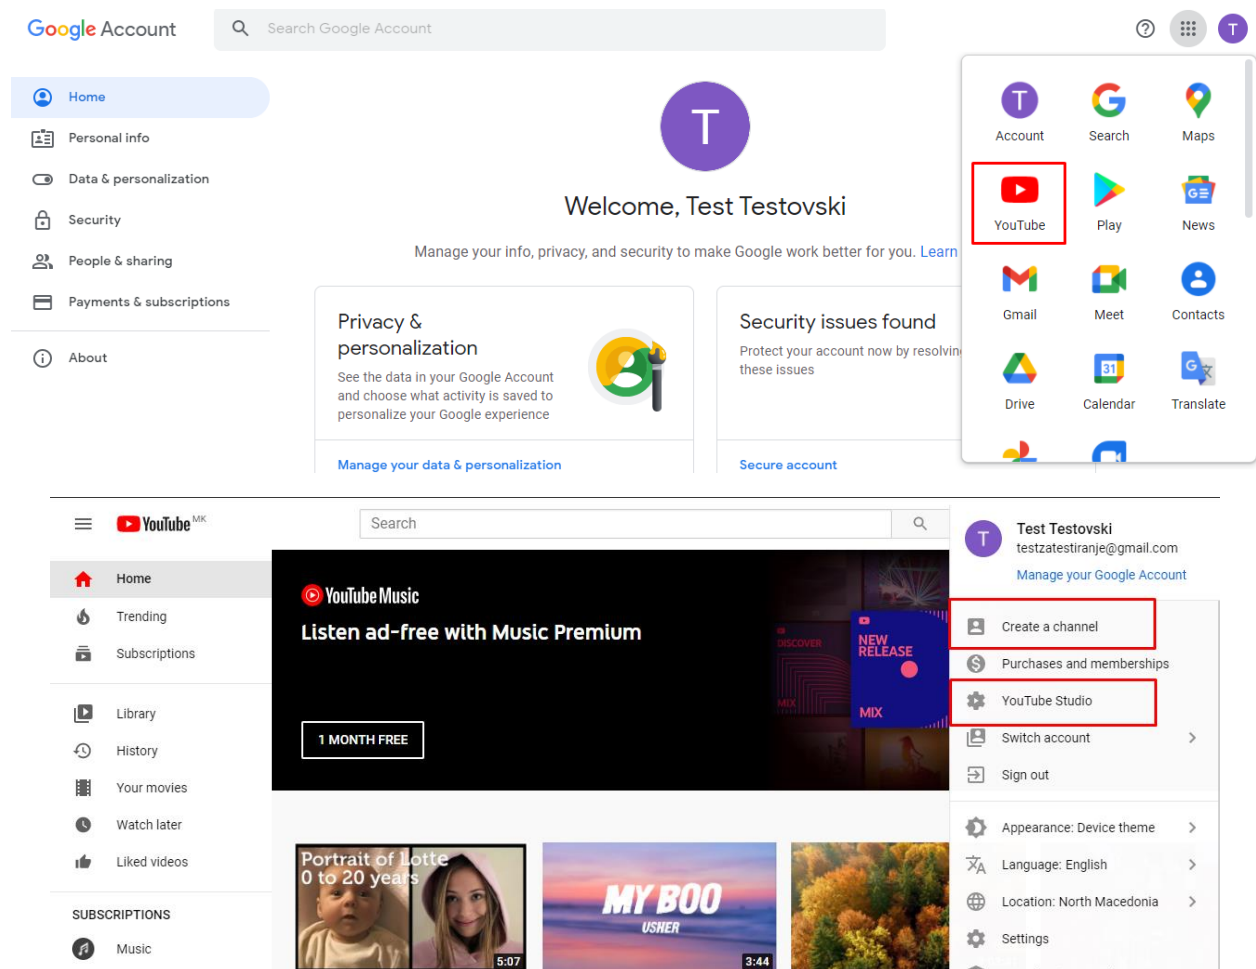 Google Account
Search Google Account
T
Home
Personal info
Data & personalization
Security
People & sharing
Payments & subscriptions
About
T
Welcome, Test Testovski
Manage your info, privacy, and security to make Google work better for you. Learn
Privacy &
personalization
See the data in your Google Account
and choose what activity is saved to
personalize your Google experience
Manage your data & personalization
Security issues found
Protect your account now by resolvin
these issues
Secure account
T
Account
Search
Maps
YouTube
Play
News
Gmail
Meet
Contacts
31
Drive
Calendar
Translate
YouTube MK
Search
Home
Trending
Subscriptions
Library
History
Your movies
Watch later
Liked videos
SUBSCRIPTIONS
Music
YouTube Music
Listen ad-free with Music Premium
1 MONTH FREE
DISCOVER
MIX
NEW
RELEASE
MIX
Portrait of Lotte
0 to 20 years
5:07
MY BOO
USHER
3:44
T
Test Testovski
testzatestiranje@gmail.com
Manage your Google Account
Create a channel
Purchases and memberships
YouTube Studio
Switch account
Sign out
Appearance: Device theme
Language: English
Location: North Macedonia
Settings